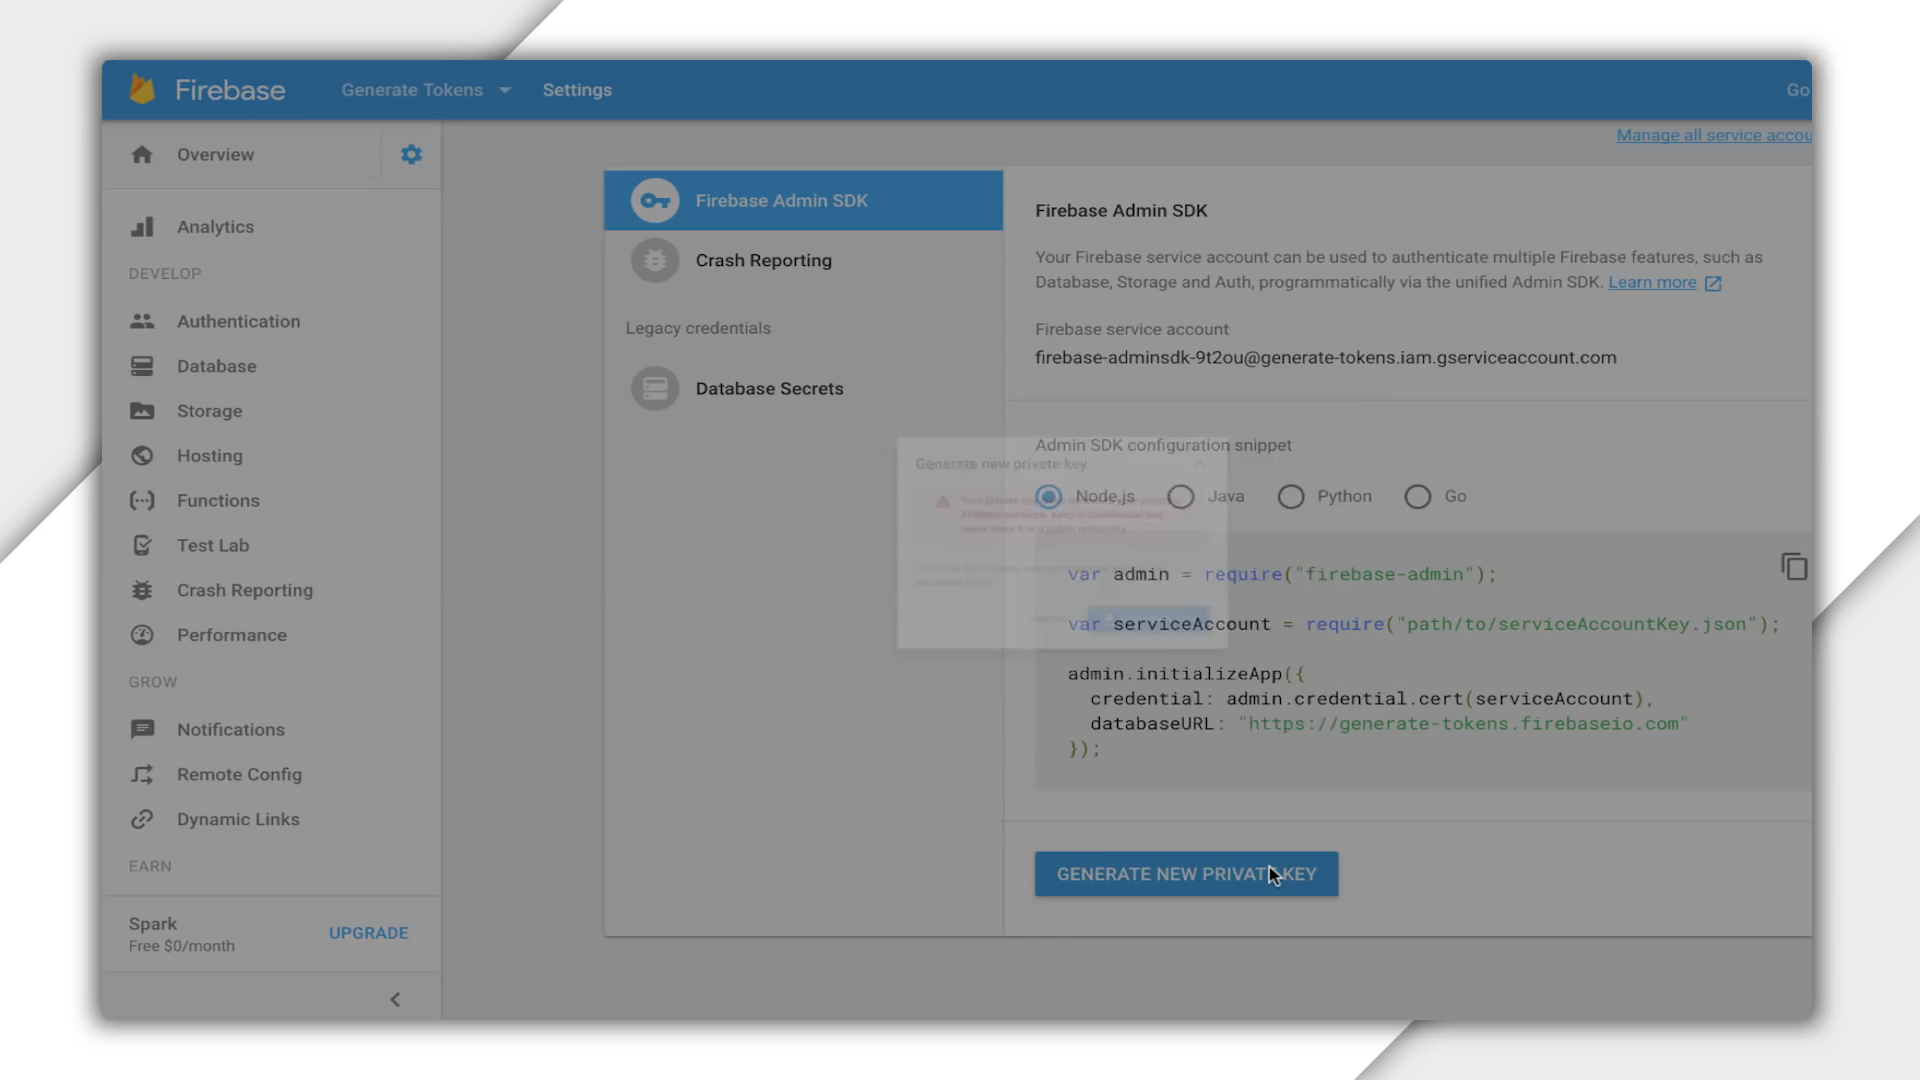 Firebase
Generate Tokens
Settings
Go
Manage all service accou
Overview
Analytics
DEVELOP
Authentication
Database
Storage
Hosting
Functions
Test Lab
Crash Reporting
Performance
GROW
Notifications
Remote Config
Dynamic Links
EARN
Spark
Free $0/month
UPGRADE
Firebase Admin SDK
Crash Reporting
Legacy credentials
Database Secrets
Firebase Admin SDK
Your Firebase service account can be used to authenticate multiple Firebase features, such as
Database, Storage and Auth, programmatically via the unified Admin SDK. Learn more
Firebase service account
firebase-adminsdk-9t2ou@generate-tokens.iam.gserviceaccount.com
Admin SDK configuration snippet
Generate new private key
Node.js
Java
Python
Go
var admin = require("firebase-admin");
var serviceAccount = require("path/to/serviceAccountKey.json");
admin.initializeApp({
credential: admin.credential.cert(serviceAccount),
databaseURL: "https://generate-tokens.firebaseio.com"
});
GENERATE NEW PRIVATE KEY